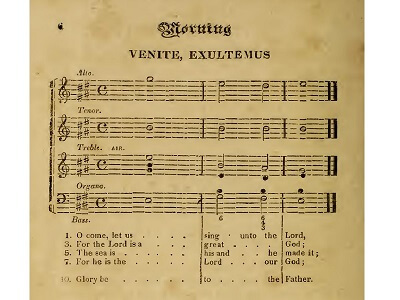 Morning
VENITE, EXULTEMUS
Alto.
Tenor.
Treble. AIR.
Organo.
Bass. 6 6 4 3
1. O come, let us . . . . . sing · unto the Lord,
3. For the Lord is a . . . . great . . . . God;
5. The sea is . . . . . his and . . he made it;
7. For he is the . . . . . Lord . . our God;
10. Glory be . . . . . to . . . . the Father.